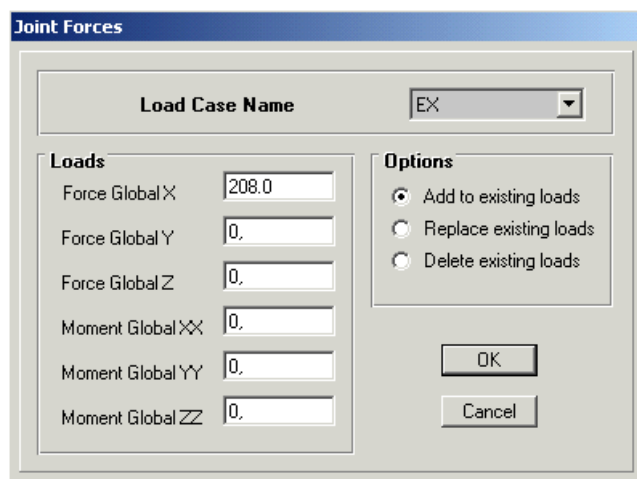 Joint Forces
Load Case Name EX
Loads
Force Global X 208.0
Force Global Y 0,
Force Global Z 0,
Moment Global XX 0,
Moment Global YY 0,
Moment Global ZZ 0,
Options
Add to existing loads
Replace existing loads
Delete existing loads
OK
Cancel